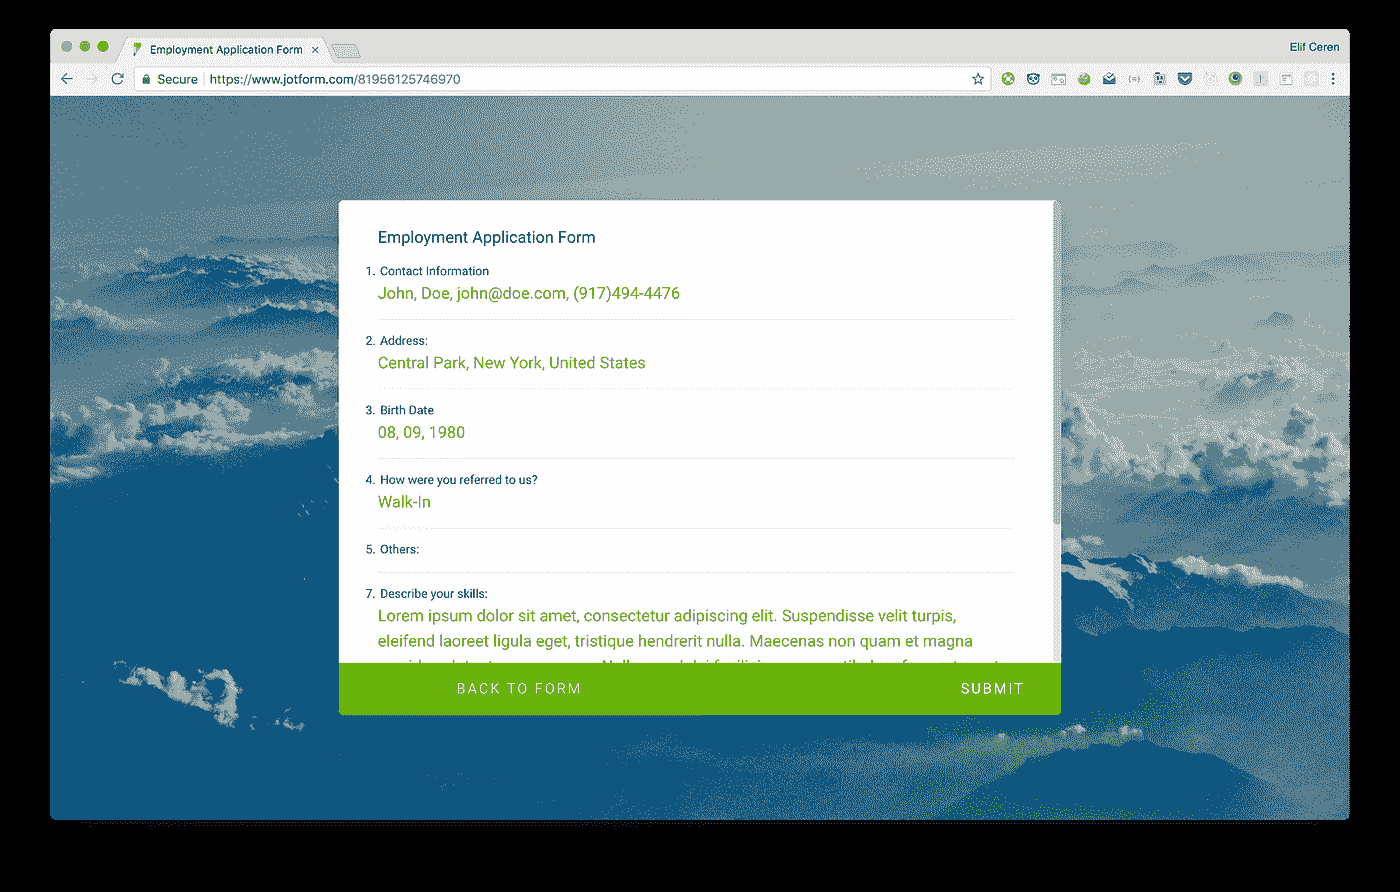 Employment Application Form
Elif Ceren
Secure
https://www.jotform.com/81956125746970
Employment Application Form
1. Contact Information
John, Doe, john@doe.com, (917)494-4476
2. Address:
Central Park, New York, United States
3. Birth Date
08, 09, 1980
4. How were you referred to us?
Walk-In
5. Others:
7. Describe your skills:
Lorem ipsum dolor sit amet, consectetur adipiscing elit. Suspendisse velit turpis,
eleifend laoreet ligula eget, tristique hendrerit nulla. Maecenas non quam et magna
BACK TO FORM
SUBMIT